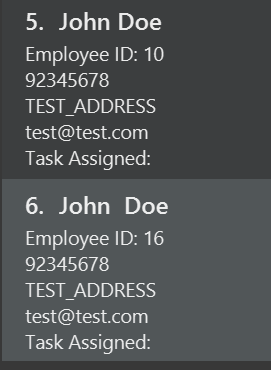 5.  John Doe
Employee ID: 10
92345678
TEST_ADDRESS
test@test.com
Task Assigned:
6.  John  Doe
Employee ID: 16
92345678
TEST_ADDRESS
test@test.com
Task Assigned: